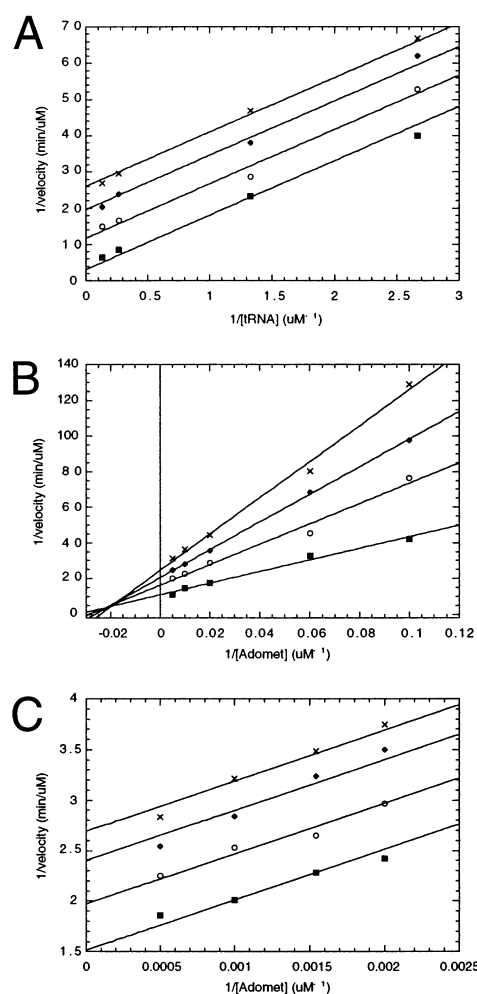 A
7 0
6 0
5 0
4 0
3 0
2 0
1 0
0
1/velocity (min/uM)
0 0.5 1 1.5 2 2.5 3
1/[tRNA] (uM⁻¹)
B
140
120
100
8 0
6 0
4 0
2 0
0
1/velocity (min/uM)
-0.02 0 0.02 0.04 0.06 0.08 0.1 0.12
1/[Adomet] (uM⁻¹)
C
4
3.5
3
2.5
2
1.5
1/velocity (min/uM)
0 0.0005 0.001 0.0015 0.002 0.0025
1/[Adomet] (uM⁻¹)